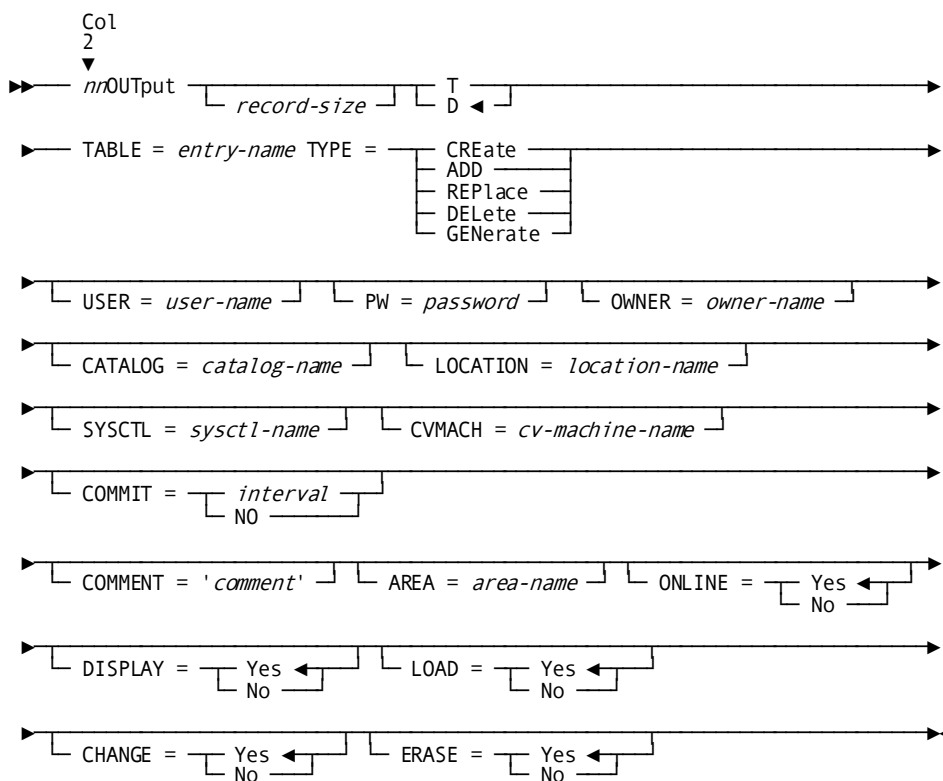 Col
2
nnOUTput record-size T
D
TABLE = entry-name TYPE = CREate
ADD
REPlace
DELete
GENerate
USER = user-name PW = password OWNER = owner-name
CATALOG = catalog-name LOCATION = location-name
SYSCTL = sysctl-name CVMACH = cv-machine-name
COMMIT = interval
NO
COMMENT = 'comment' AREA = area-name ONLINE = Yes
No
DISPLAY = Yes LOAD = Yes
No No
CHANGE = Yes ERASE = Yes
No No